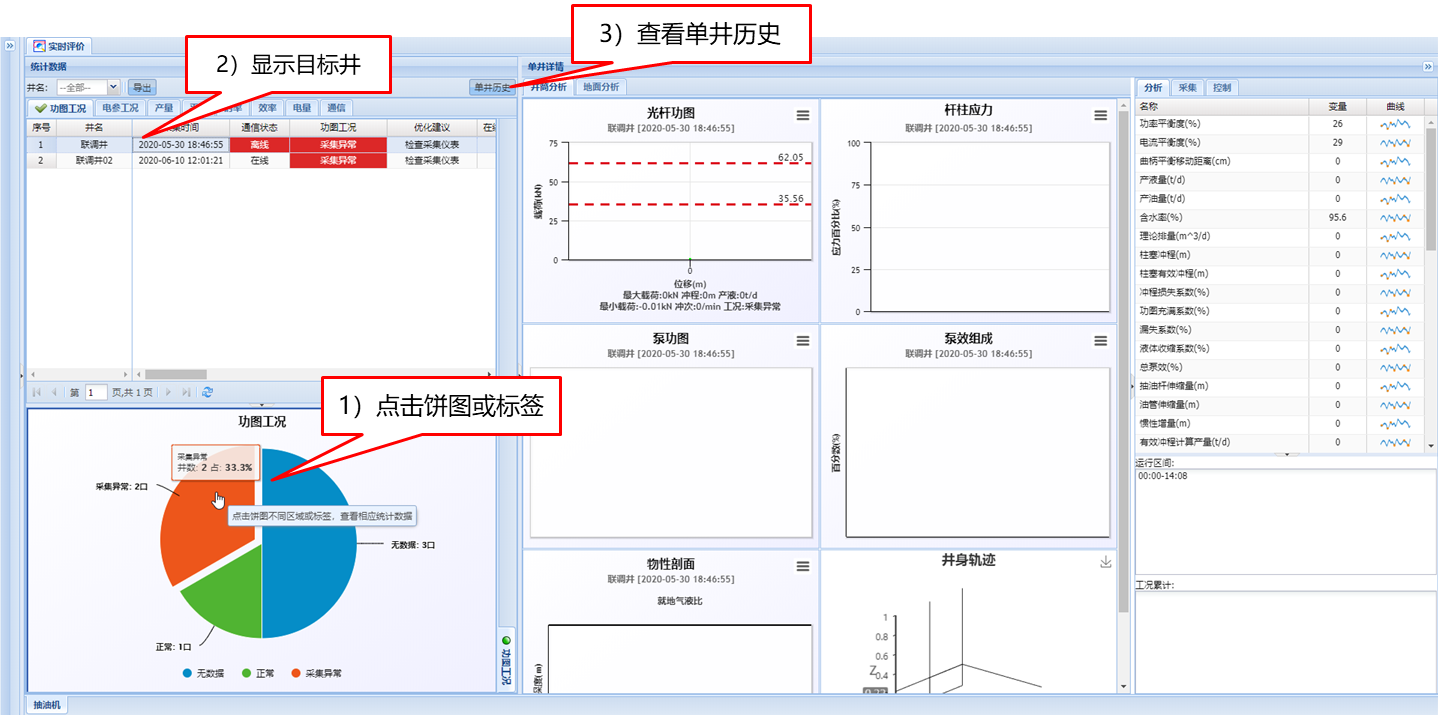 3）查看单井历史
2）显示目标井
1）点击饼图或标签
实时评价
统计数据
井名: --全部-- 导出 单井历史
功图工况 电参工况 产量 效率 电量 通信
序号 井名 采集时间 通信状态 功图工况 优化建议
1 联调井 2020-05-30 18:46:55 离线 采集异常 检查采集仪表
2 联调井02 2020-06-10 12:01:21 在线 采集异常 检查采集仪表
第 1 页,共 1 页
功图工况
采集异常
井数: 2 占: 33.3%
采集异常: 2口
点击饼图不同区域或标签，查看相应统计数据
无数据: 3口
正常: 1口
无数据 正常 采集异常
功图工况
抽油机
单井详情
井筒分析 地面分析
光杆功图
联调井 [2020-05-30 18:46:55]
载荷(kN)
75
62.05
50
35.56
25
0
0
位移(m)
最大载荷:0kN 冲程:0m 产液:0t/d
最小载荷:-0.01kN 冲次:0/min 工况:采集异常
杆柱应力
联调井 [2020-05-30 18:46:55]
应力百分比(%)
100
75
50
25
0
泵功图
联调井 [2020-05-30 18:46:55]
泵效组成
联调井 [2020-05-30 18:46:55]
百分数(%)
物性剖面
联调井 [2020-05-30 18:46:55]
就地气液比
深度(m)
井身轨迹
1
0.8
0.6
Z
0.4
分析 采集 控制
名称 变量 曲线
功率平衡度(%) 26
电流平衡度(%) 29
曲柄平衡移动距离(cm) 0
产液量(t/d) 0
产油量(t/d) 0
含水率(%) 95.6
理论排量(m^3/d) 0
柱塞冲程(m) 0
柱塞有效冲程(m) 0
冲程损失系数(%) 0
功图充满系数(%) 0
漏失系数(%) 0
液体收缩系数(%) 0
总泵效(%) 0
抽油杆伸缩量(m) 0
油管伸缩量(m) 0
惯性增量(m) 0
有效冲程计算产量(t/d) 0
运行区间:
00:00-14:08
工况累计: